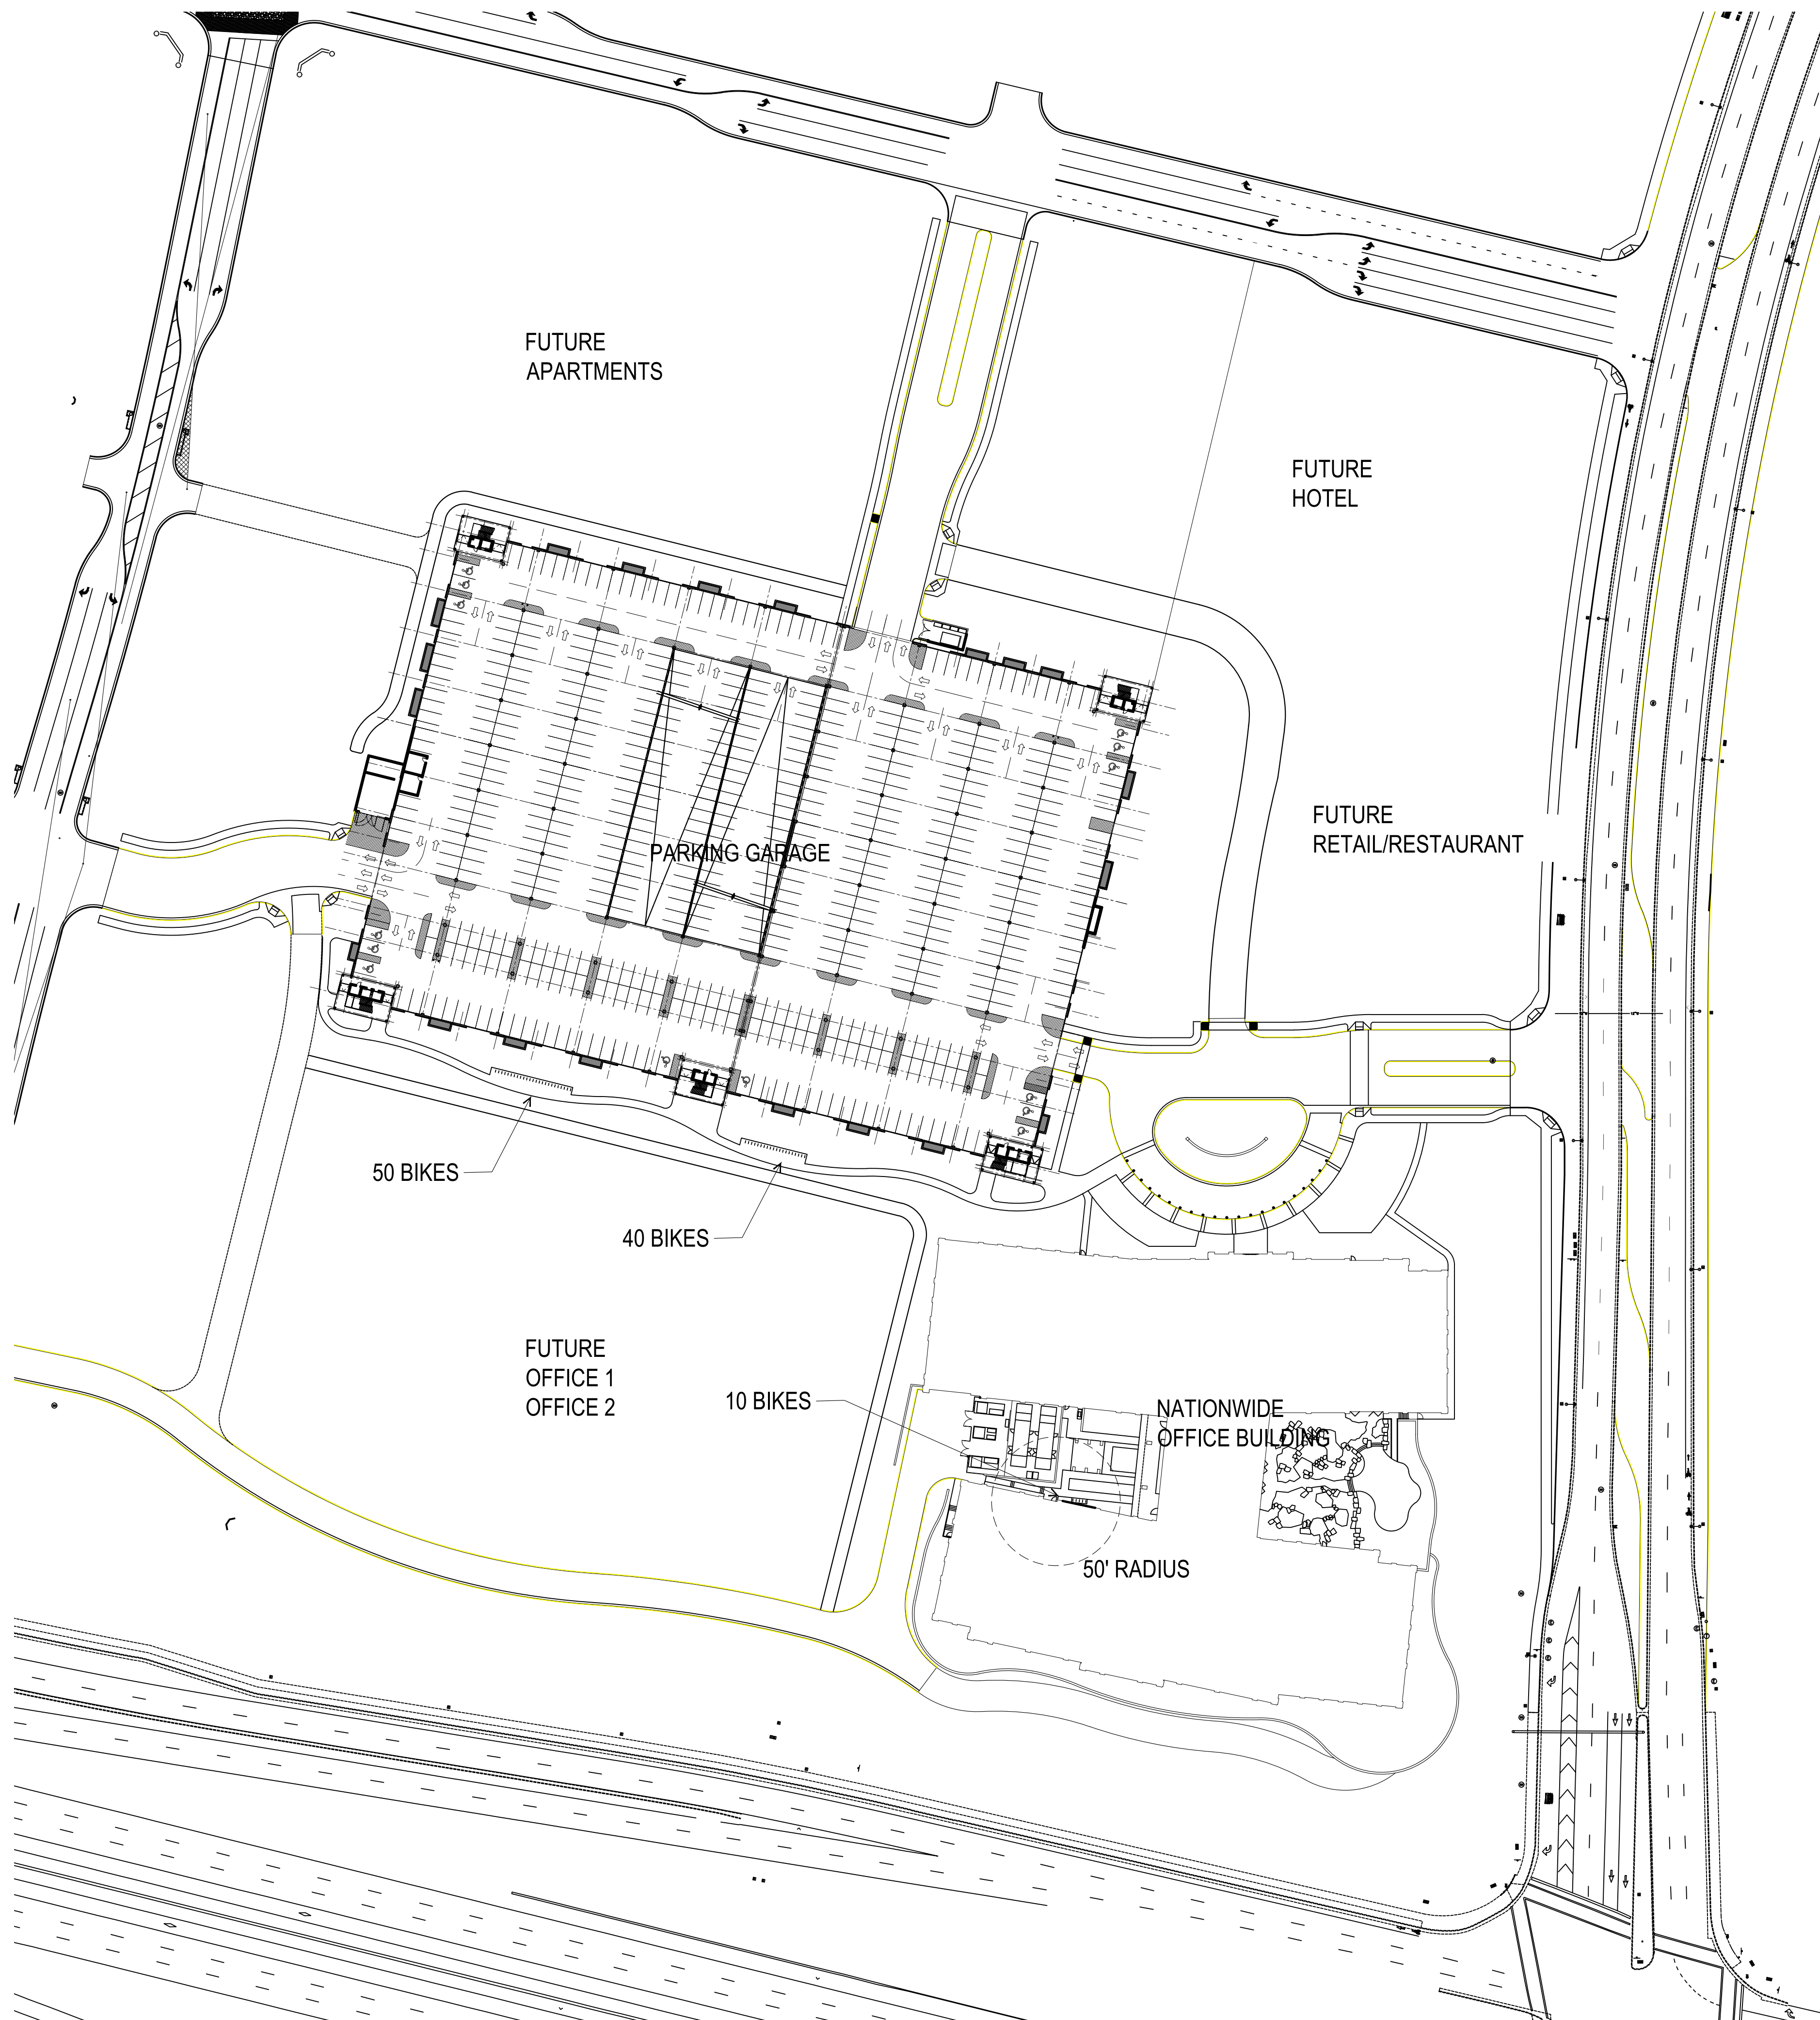 FUTURE
APARTMENTS
FUTURE
HOTEL
FUTURE
RETAIL/RESTAURANT
PARKING GARAGE
50 BIKES
40 BIKES
FUTURE
OFFICE 1
OFFICE 2
10 BIKES
NATIONWIDE
OFFICE BUILDING
50' RADIUS